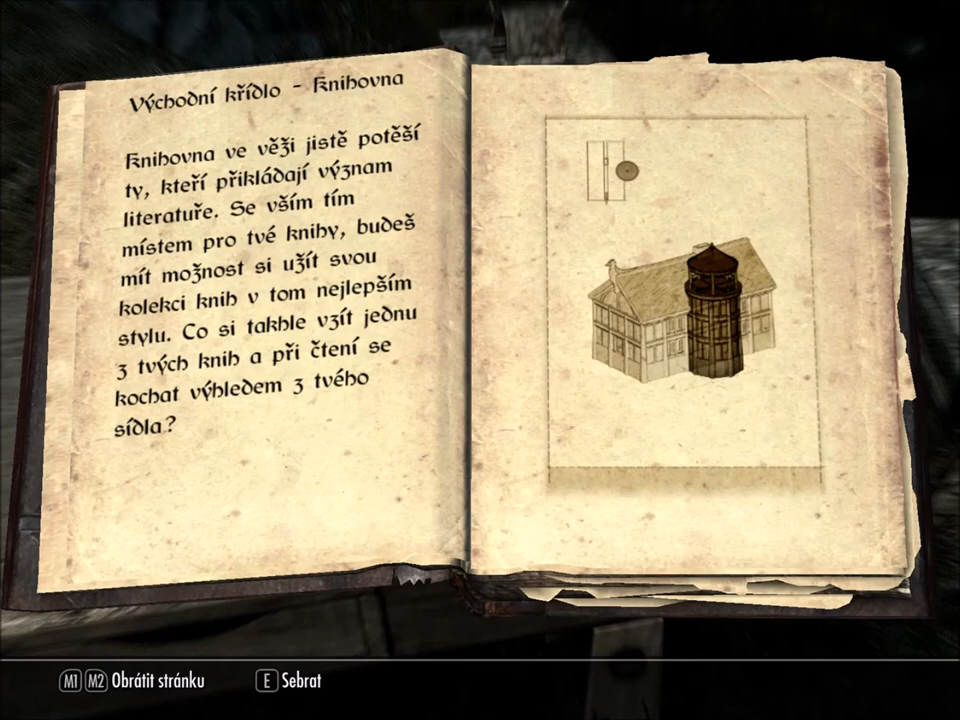 Východní křídlo - Knihovna
Knihovna ve věži jistě potěší
ty, kteří přikládají význam
literatuře. Se vším tím
místem pro tvé knihy, budeš
mít možnost si užít svou
kolekci knih v tom nejlepším
stylu. Co si takhle vzít jednu
z tvých knih a při čtení se
kochat výhledem z tvého
sídla?
M1 M2 Obrátit stránku E Sebrat